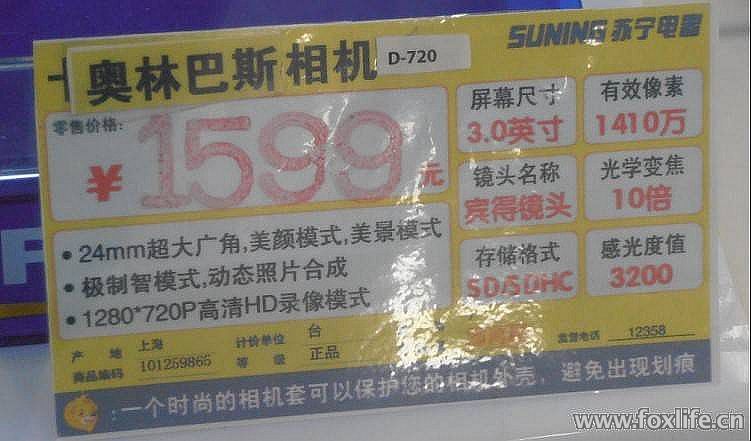 SUNING 苏宁电器
奥林巴斯相机 D-720
零售价格:
¥1599元
屏幕尺寸
3.0英寸
有效像素
1410万
镜头名称
宾得镜头
光学变焦
10倍
存储格式
SD/SDHC
感光度值
3200
•24mm超大广角,美颜模式,美景模式
•极制智模式,动态照片合成
•1280*720P高清HD录像模式
产地 上海 计价单位 台
商品编码 101259865 等级 正品
监督电话 12358
:一个时尚的相机套可以保护您的相机外壳,避免出现划痕
www.foxlife.cn